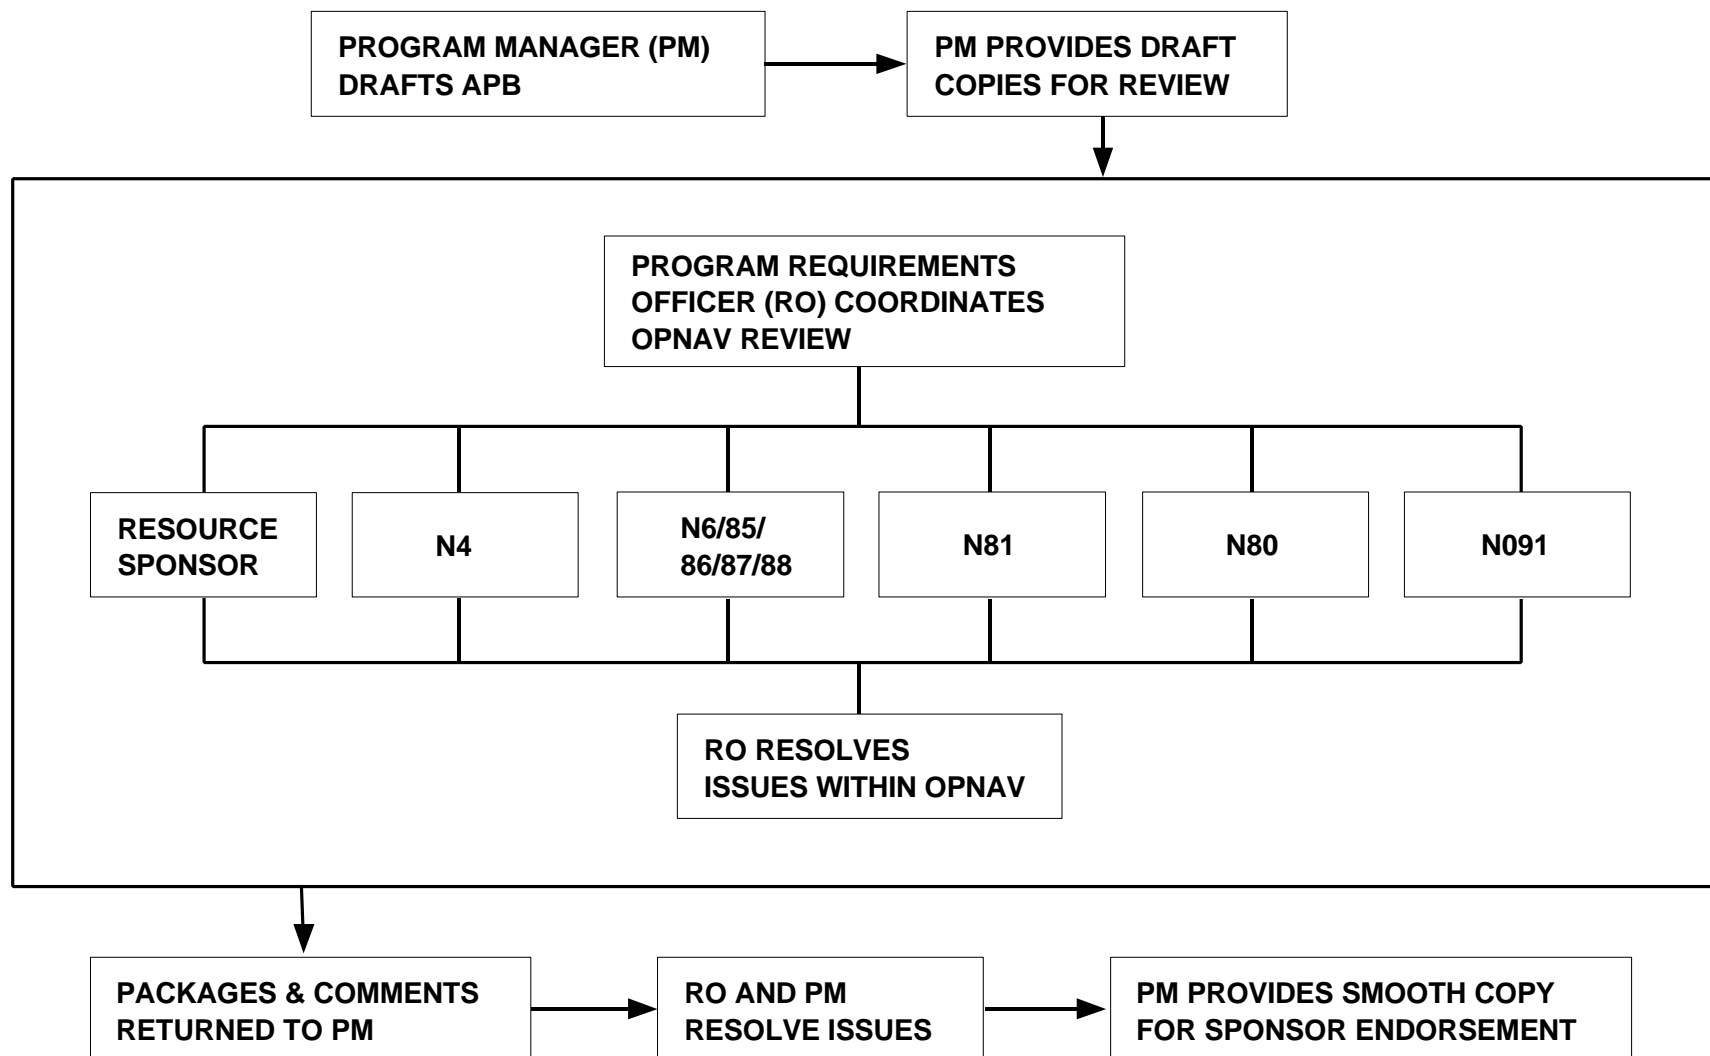 PROGRAM MANAGER (PM)
DRAFTS APB
PM PROVIDES DRAFT
COPIES FOR REVIEW
PROGRAM REQUIREMENTS
OFFICER (RO) COORDINATES
OPNAV REVIEW
RESOURCE
SPONSOR
N4
N6/85/
86/87/88
N81
N80
N091
RO RESOLVES
ISSUES WITHIN OPNAV
PACKAGES & COMMENTS
RETURNED TO PM
RO AND PM
RESOLVE ISSUES
PM PROVIDES SMOOTH COPY
FOR SPONSOR ENDORSEMENT